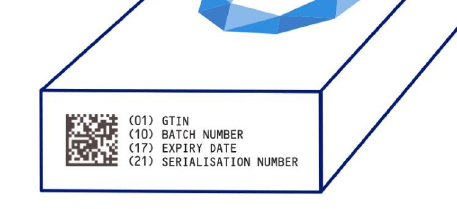 (01) GTIN
(10) BATCH NUMBER
(17) EXPIRY DATE
(21) SERIALISATION NUMBER